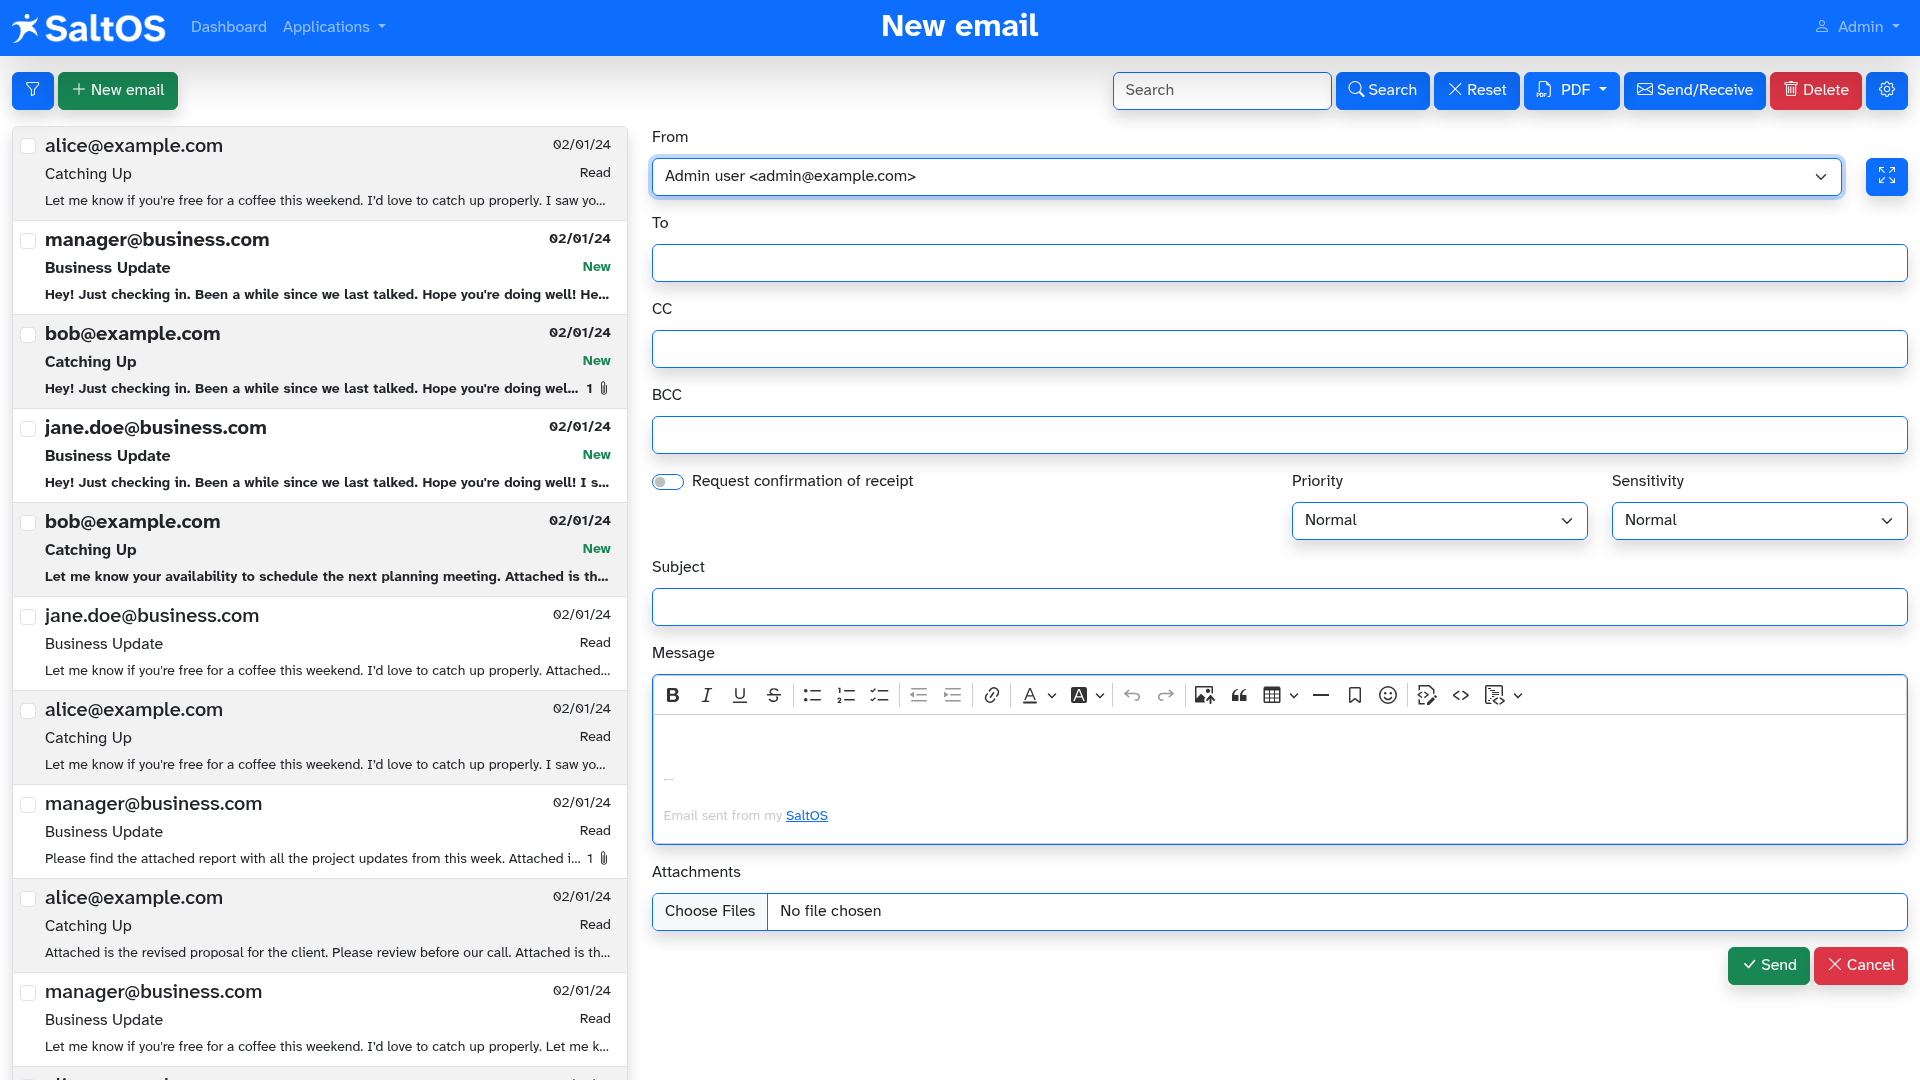 SaltOS Dashboard Applications New email Admin
New email Search Search Reset PDF Send/Receive Delete
alice@example.com 02/01/24
Catching Up Read
Let me know if you're free for a coffee this weekend. I'd love to catch up properly. I saw yo...
manager@business.com 02/01/24
Business Update New
Hey! Just checking in. Been a while since we last talked. Hope you're doing well! He...
bob@example.com 02/01/24
Catching Up New
Hey! Just checking in. Been a while since we last talked. Hope you're doing wel... 1
jane.doe@business.com 02/01/24
Business Update New
Hey! Just checking in. Been a while since we last talked. Hope you're doing well! I s...
bob@example.com 02/01/24
Catching Up New
Let me know your availability to schedule the next planning meeting. Attached is th...
jane.doe@business.com 02/01/24
Business Update Read
Let me know if you're free for a coffee this weekend. I'd love to catch up properly. Attached...
alice@example.com 02/01/24
Catching Up Read
Let me know if you're free for a coffee this weekend. I'd love to catch up properly. I saw yo...
manager@business.com 02/01/24
Business Update Read
Please find the attached report with all the project updates from this week. Attached i... 1
alice@example.com 02/01/24
Catching Up Read
Attached is the revised proposal for the client. Please review before our call. Attached is th...
manager@business.com 02/01/24
Business Update Read
Let me know if you're free for a coffee this weekend. I'd love to catch up properly. Let me k...
From
Admin user <admin@example.com>
To
CC
BCC
Request confirmation of receipt Priority Sensitivity
Normal Normal
Subject
Message
--
Email sent from my SaltOS
Attachments
Choose Files No file chosen
Send Cancel